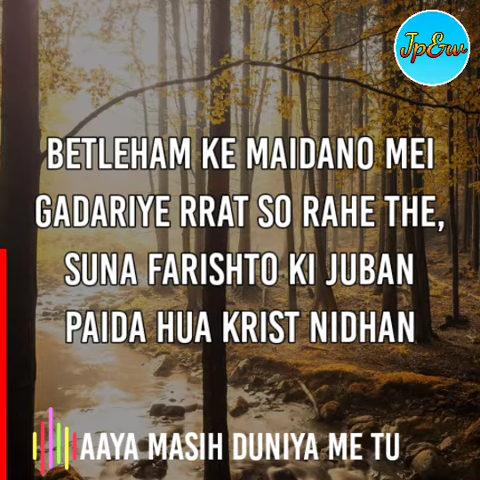 Jp&w
BETLEHAM KE MAIDANO MEI
GADARIYE RRAT SO RAHE THE,
SUNA FARISHTO KI JUBAN
PAIDA HUA KRIST NIDHAN
AAYA MASIH DUNIYA ME TU